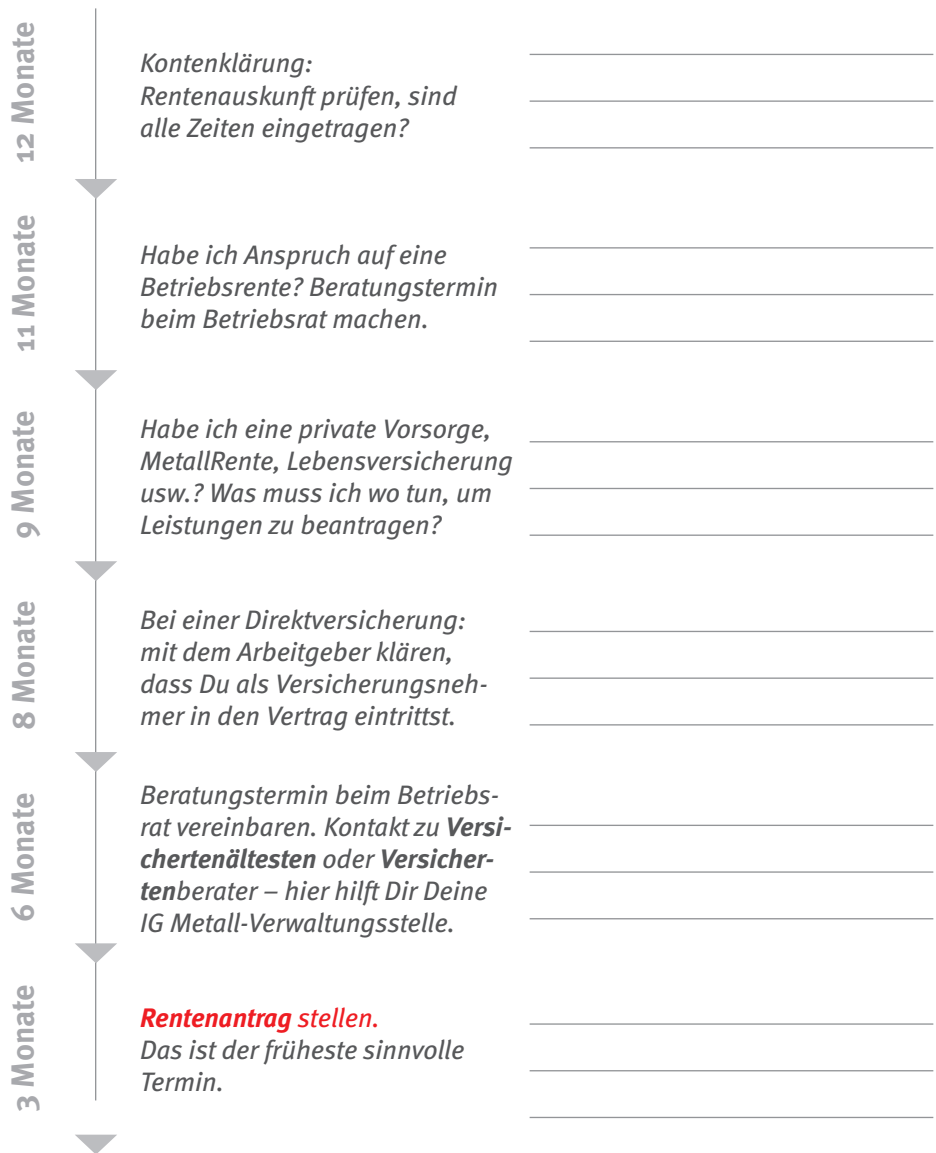 12 Monate
Kontenklärung:
Rentenauskunft prüfen, sind
alle Zeiten eingetragen?
11 Monate
Habe ich Anspruch auf eine
Betriebsrente? Beratungstermin
beim Betriebsrat machen.
9 Monate
Habe ich eine private Vorsorge,
MetallRente, Lebensversicherung
usw.? Was muss ich wo tun, um
Leistungen zu beantragen?
8 Monate
Bei einer Direktversicherung:
mit dem Arbeitgeber klären,
dass Du als Versicherungsneh-
mer in den Vertrag eintrittst.
6 Monate
Beratungstermin beim Betriebs-
rat vereinbaren. Kontakt zu Versi-
chertenältesten oder Versicher-
tenberater – hier hilft Dir Deine
IG Metall-Verwaltungsstelle.
3 Monate
Rentenantrag stellen.
Das ist der früheste sinnvolle
Termin.